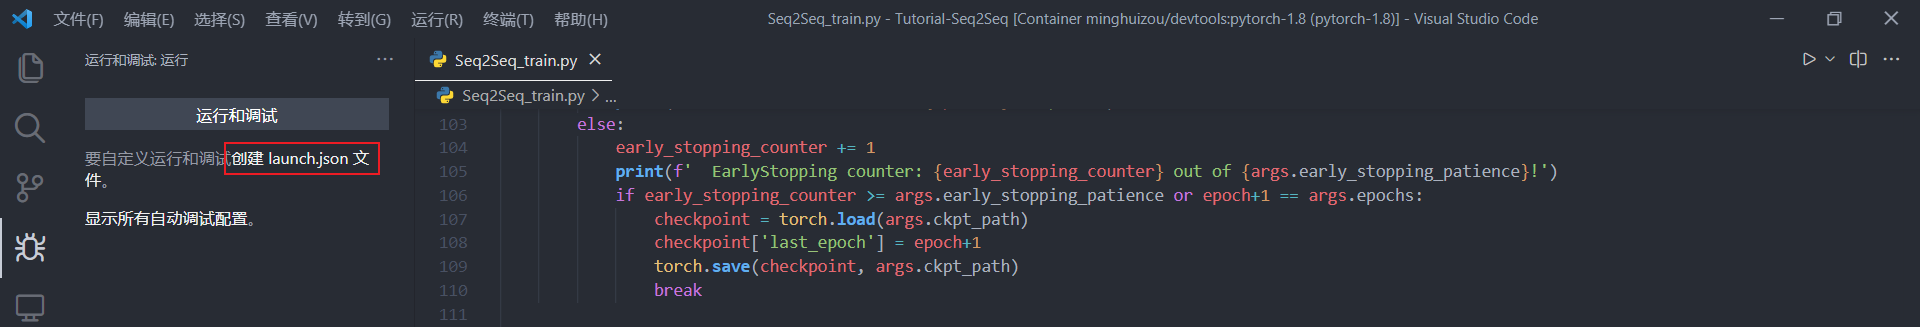 文件(F) 编辑(E) 选择(S) 查看(V) 转到(G) 运行(R) 终端(T) 帮助(H)
Seq2Seq_train.py - Tutorial-Seq2Seq [Container minghuizou/devtools:pytorch-1.8 (pytorch-1.8)] - Visual Studio Code
运行和调试: 运行
运行和调试
要自定义运行和调试创建 launch.json 文
件。
显示所有自动调试配置。
Seq2Seq_train.py
Seq2Seq_train.py > ...
103 else:
104 early_stopping_counter += 1
105 print(f'  EarlyStopping counter: {early_stopping_counter} out of {args.early_stopping_patience}!')
106 if early_stopping_counter >= args.early_stopping_patience or epoch+1 == args.epochs:
107 checkpoint = torch.load(args.ckpt_path)
108 checkpoint['last_epoch'] = epoch+1
109 torch.save(checkpoint, args.ckpt_path)
110 break
111